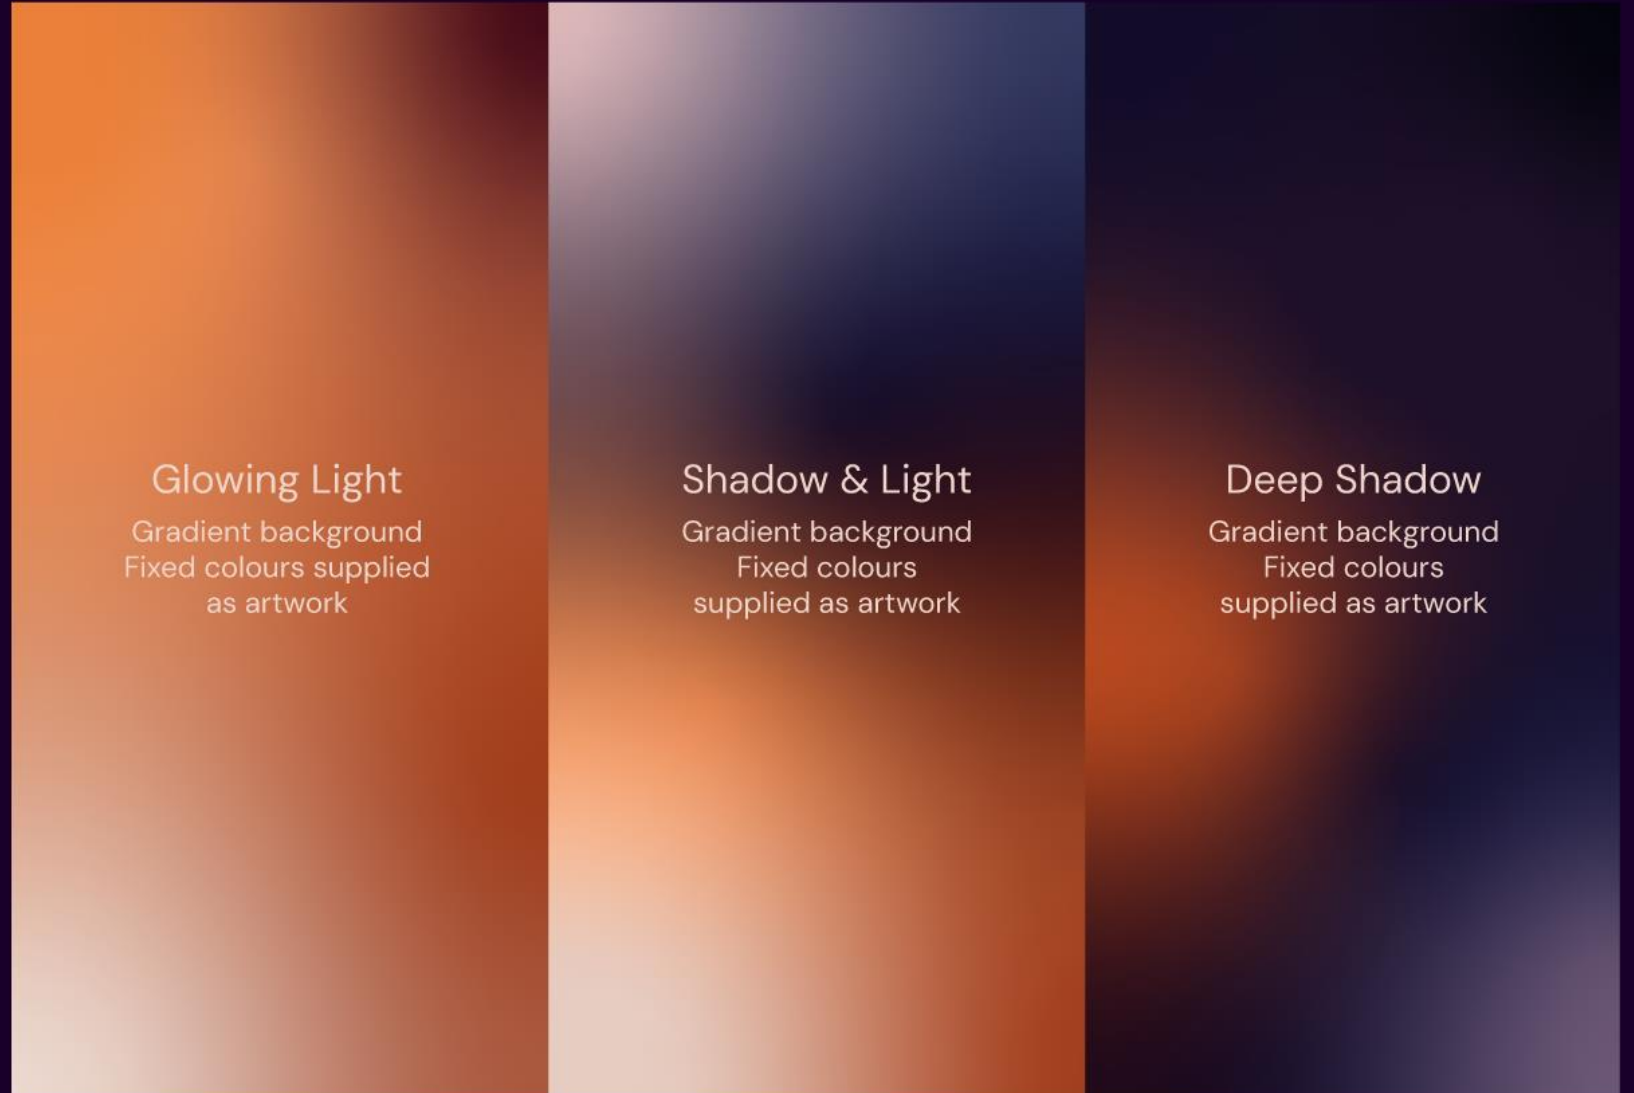 Glowing Light
Gradient background
Fixed colours supplied
as artwork
Shadow & Light
Gradient background
Fixed colours
supplied as artwork
Deep Shadow
Gradient background
Fixed colours
supplied as artwork